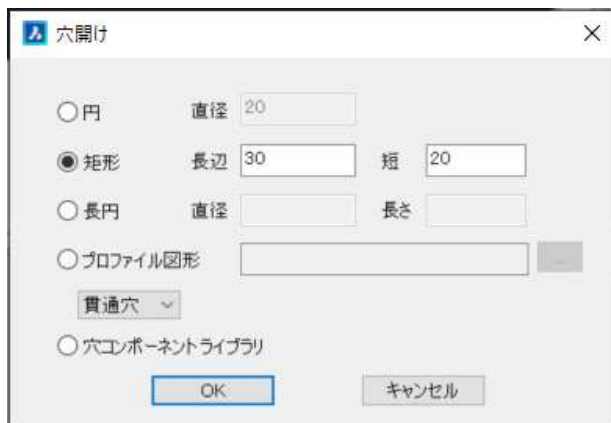 穴開け
円 直径 20
矩形 長辺 30 短 20
長円 直径 長さ
プロファイル図形 ...
貫通穴
穴コンポーネントライブラリ
OK キャンセル